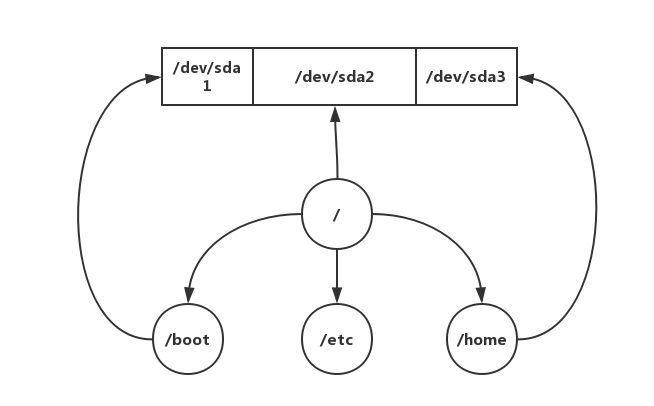 /dev/sda
1
/dev/sda2
/dev/sda3
/
/boot
/etc
/home